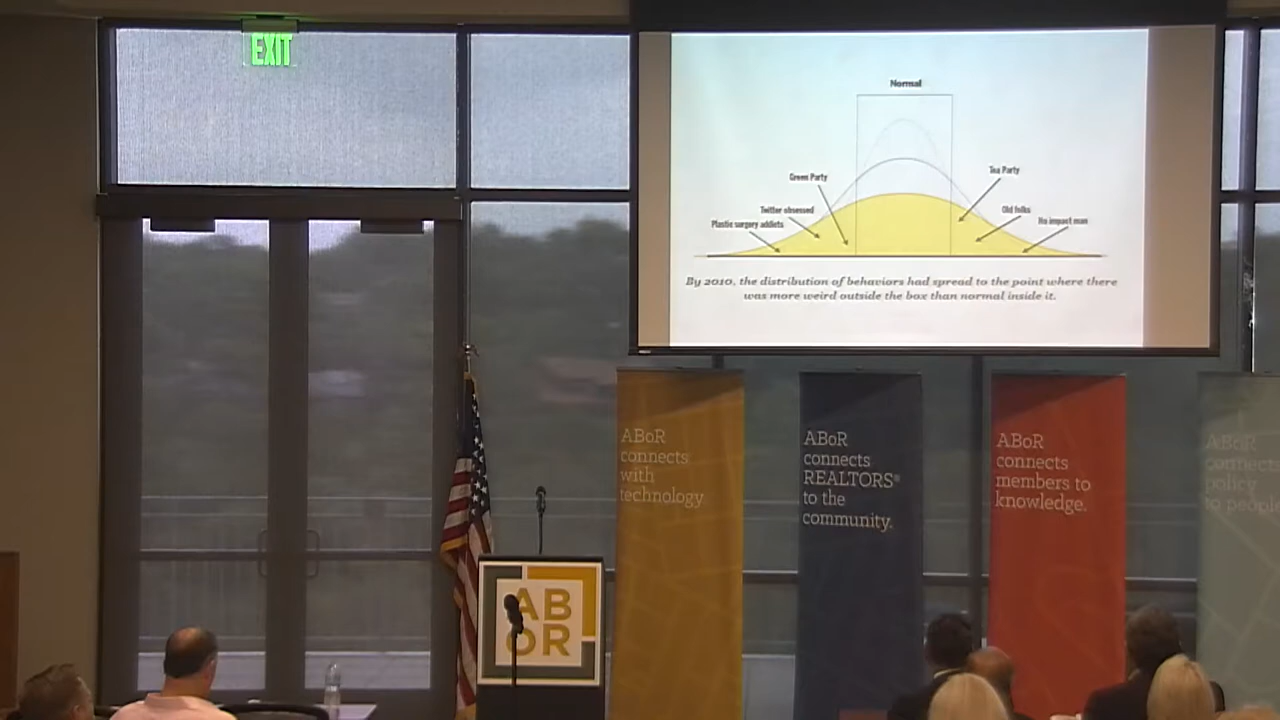 EXIT
Normal
Green Party
Tea Party
Twitter obsessed
Old folks
Plastic surgery addicts
No impact man
By 2010, the distribution of behaviors had spread to the point where there
was more weird outside the box than normal inside it.
ABoR
connects
with
technology
ABoR
connects
REALTORS®
to the
community.
ABoR
connects
members to
knowledge.
ABoR
connects
policy
to people
AB
OR